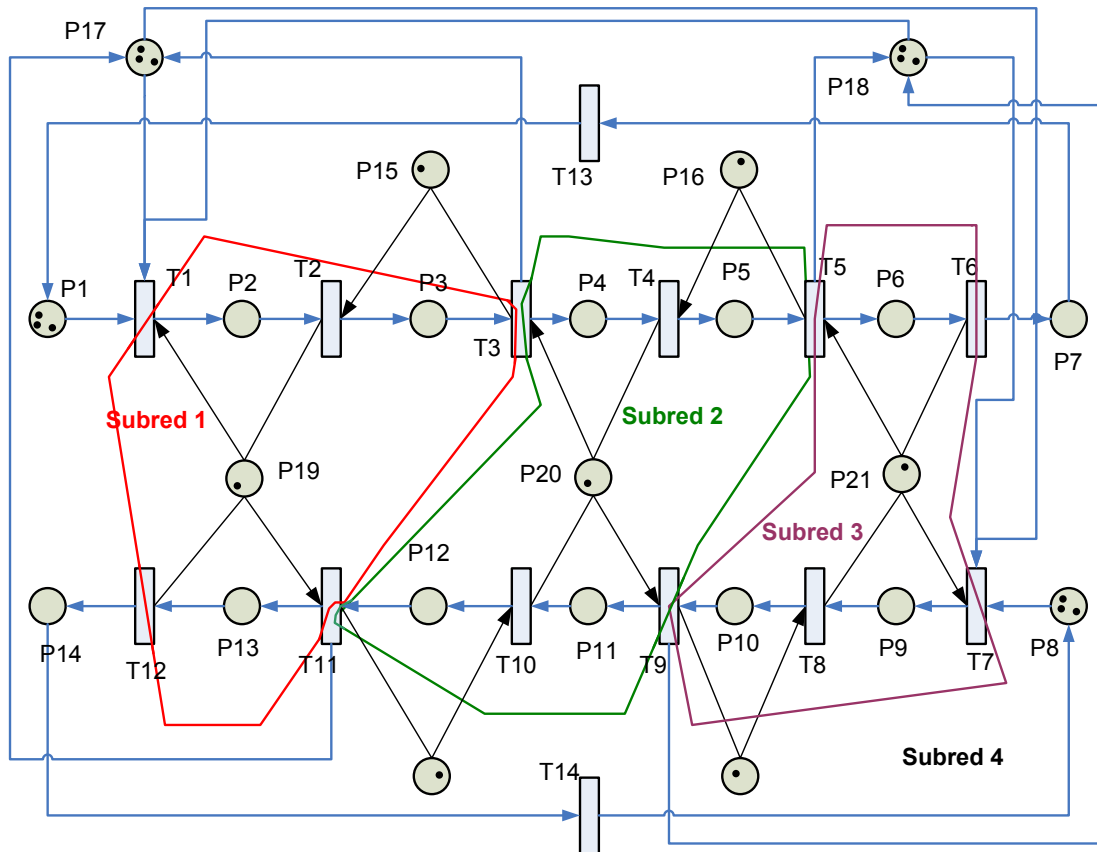 P17
P18
T13
P15
P16
P1
T1
P2
T2
P3
T3
P4
T4
P5
T5
P6
T6
P7
Subred 1
Subred 2
P19
P20
P21
Subred 3
P12
P14
T12
P13
T11
T10
P11
T9
P10
T8
P9
T7
P8
Subred 4
T14